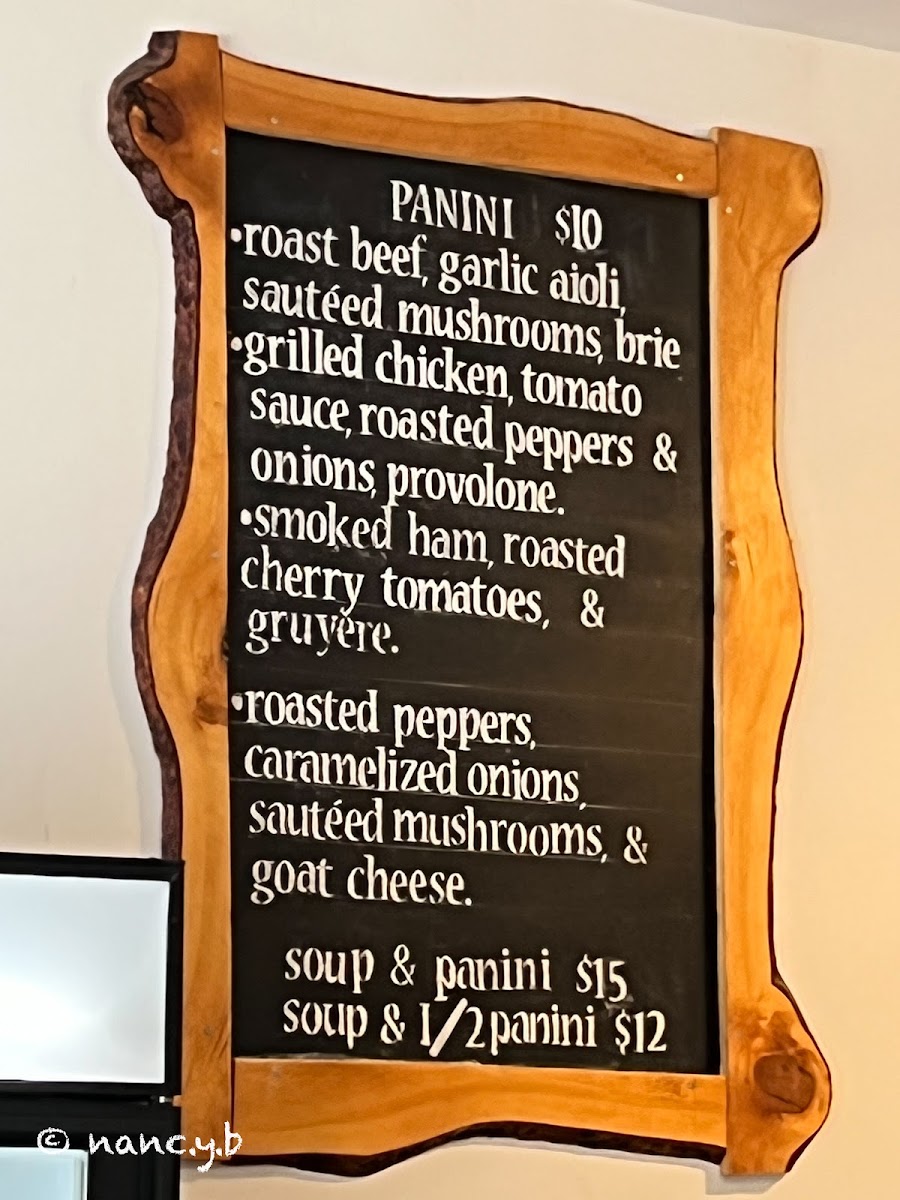 PANINI $10
•roast beef, garlic aioli,
sautéed mushrooms, brie
•grilled chicken, tomato
sauce, roasted peppers &
onions, provolone.
•smoked ham, roasted
cherry tomatoes, &
gruyère.
•roasted peppers,
caramelized onions,
sautéed mushrooms, &
goat cheese.
soup & panini $15
soup & 1/2 panini $12
© nanc.y.b